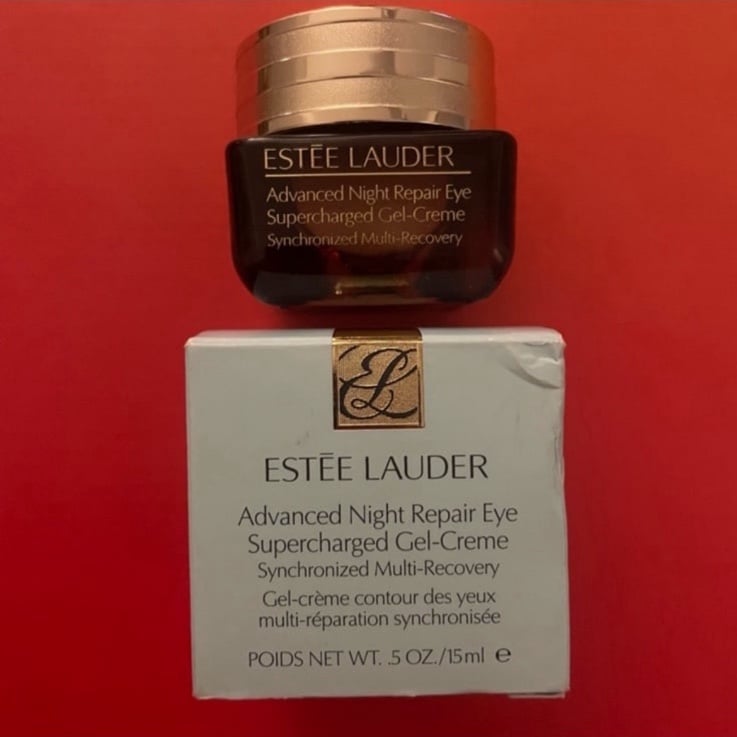 ESTĒE LAUDER
Advanced Night Repair Eye
Supercharged Gel-Creme
Synchronized Multi-Recovery
EL
ESTĒE LAUDER
Advanced Night Repair Eye
Supercharged Gel-Creme
Synchronized Multi-Recovery
Gel-crème contour des yeux
multi-réparation synchronisée
POIDS NET WT. .5 OZ./15ml ℮